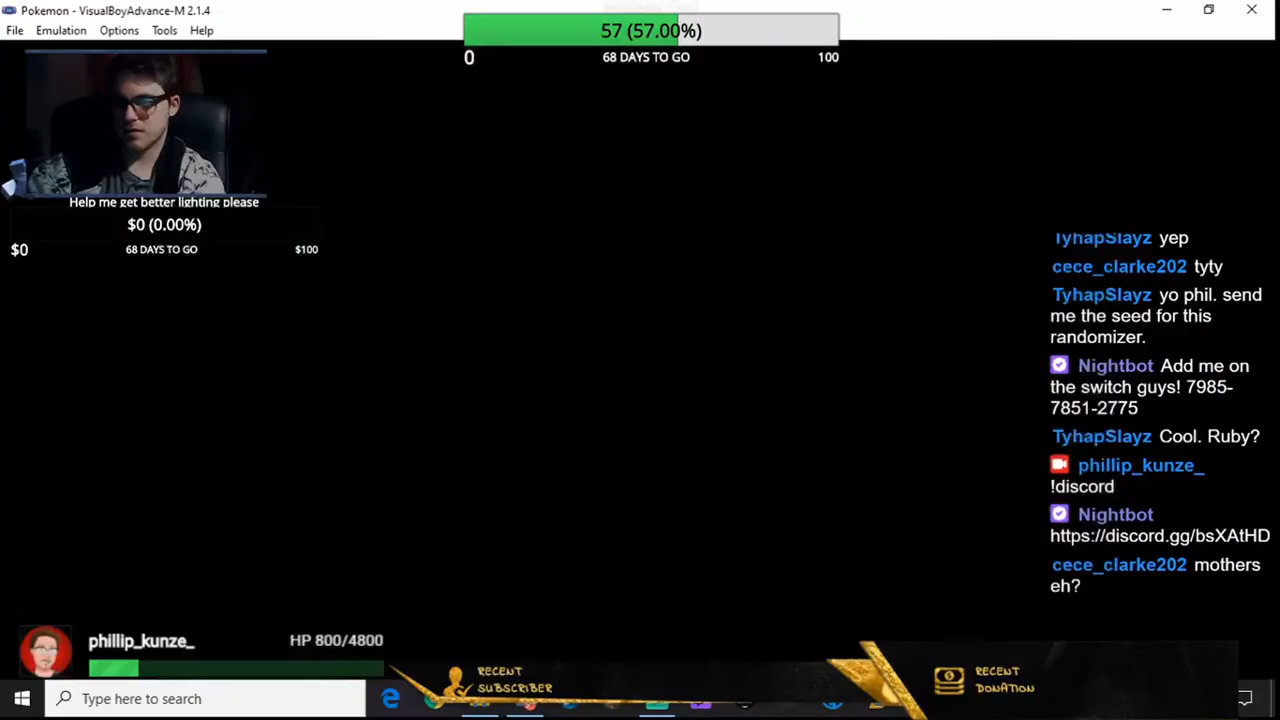 Pokemon - VisualBoyAdvance-M 2.1.4
File Emulation Options Tools Help
57 (57.00%)
0 68 DAYS TO GO 100
Help me get better lighting please
$0 (0.00%)
$0 68 DAYS TO GO $100
TyhapSlayz yep
cece_clarke202 tyty
TyhapSlayz yo phil. send
me the seed for this
randomizer.
Nightbot Add me on
the switch guys! 7985-
7851-2775
TyhapSlayz Cool. Ruby?
phillip_kunze_
!discord
Nightbot
https://discord.gg/bsXAtHD
cece_clarke202 mothers
eh?
phillip_kunze_ HP 800/4800
RECENT
SUBSCRIBER
RECENT
DONATION
Type here to search